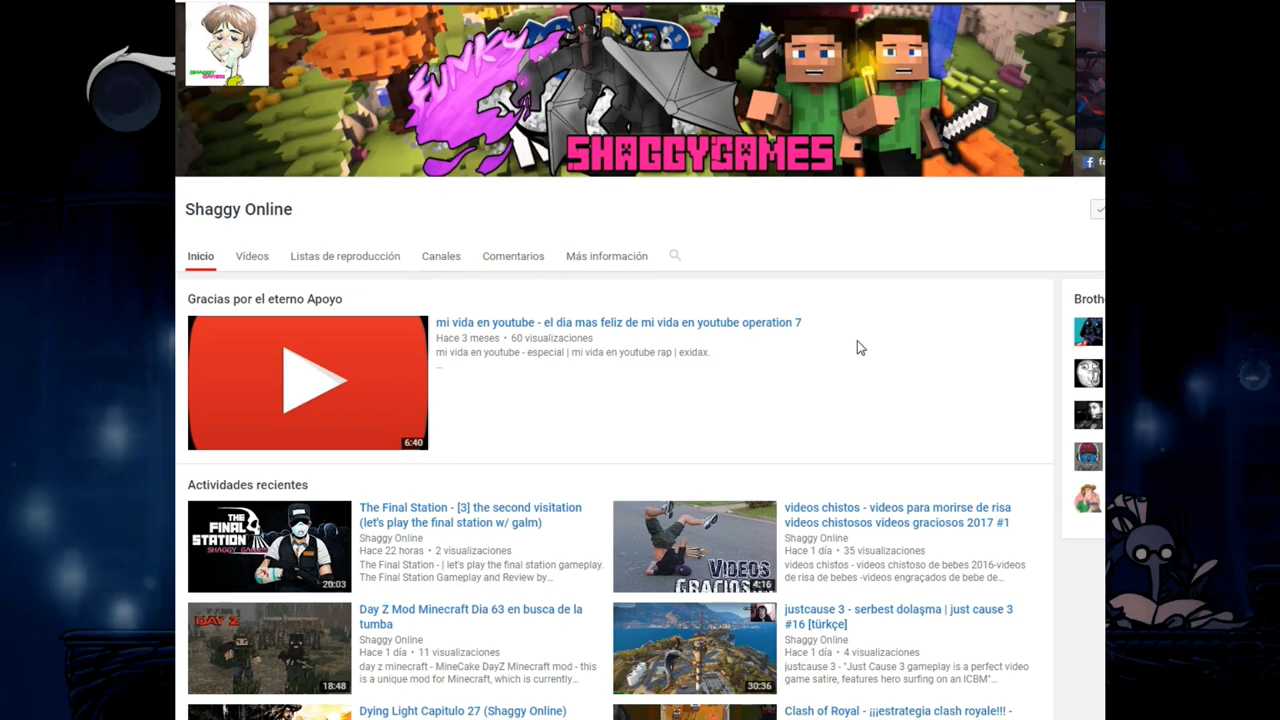 SHAGGY
GAMES
FUNKY
SHAGGYGAMES
fa
Shaggy Online
Inicio
Vídeos
Listas de reproducción
Canales
Comentarios
Más información
Gracias por el eterno Apoyo
Broth
mi vida en youtube - el dia mas feliz de mi vida en youtube operation 7
Hace 3 meses • 60 visualizaciones
mi vida en youtube - especial | mi vida en youtube rap | exidax.
...
6:40
Actividades recientes
THE FINAL
STATION
SHAGGY GAMES
20:03
The Final Station - [3] the second visitation
(let's play the final station w/ galm)
Shaggy Online
Hace 22 horas • 2 visualizaciones
The Final Station - | let's play the final station gameplay.
The Final Station Gameplay and Review by...
VIDEOS
GRACIOS
4:16
videos chistos - videos para morirse de risa
videos chistosos videos graciosos 2017 #1
Shaggy Online
Hace 1 día • 35 visualizaciones
videos chistos - videos chistoso de bebes 2016-videos
de risa de bebes -videos engraçados de bebe de...
DAY Z
18:48
Day Z Mod Minecraft Dia 63 en busca de la
tumba
Shaggy Online
Hace 1 día • 11 visualizaciones
day z minecraft - MineCake DayZ Minecraft mod - this
is a unique mod for Minecraft, which is currently...
30:36
justcause 3 - serbest dolaşma | just cause 3
#16 [türkçe]
Shaggy Online
Hace 1 día • 4 visualizaciones
justcause 3 - "Just Cause 3 gameplay is a perfect video
game satire, features hero surfing on an ICBM"...
Dying Light Capitulo 27 (Shaggy Online)
Clash of Royal - ¡¡¡estrategia clash royale!!! -